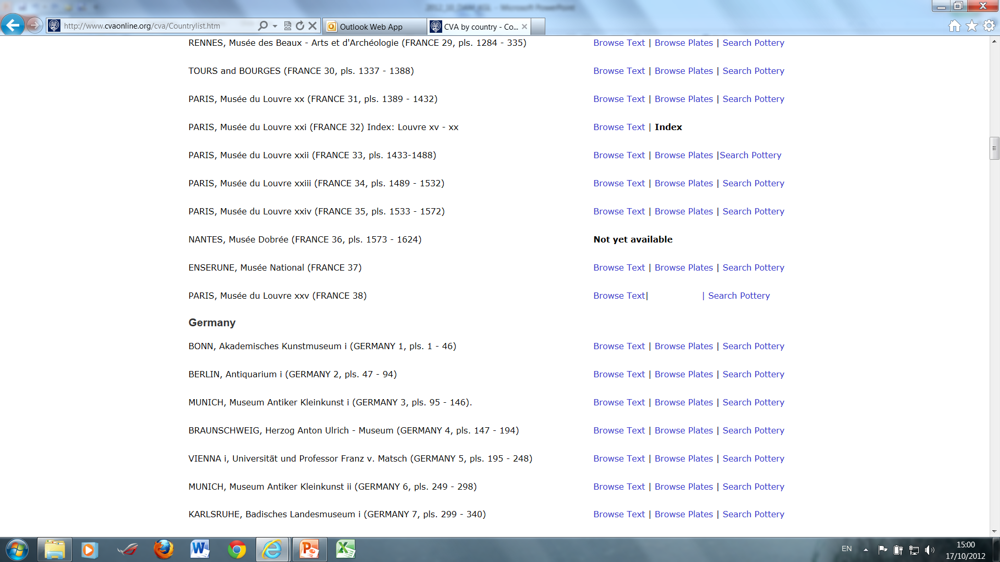 2012_10_DAM_KCL - Microsoft PowerPoint
http://www.cvaonline.org/cva/Countrylist.htm
Outlook Web App
CVA by country - Co...
RENNES, Musée des Beaux - Arts et d'Archéologie (FRANCE 29, pls. 1284 - 335) Browse Text | Browse Plates | Search Pottery
TOURS and BOURGES (FRANCE 30, pls. 1337 - 1388) Browse Text | Browse Plates | Search Pottery
PARIS, Musée du Louvre xx (FRANCE 31, pls. 1389 - 1432) Browse Text | Browse Plates | Search Pottery
PARIS, Musée du Louvre xxi (FRANCE 32) Index: Louvre xv - xx Browse Text | Index
PARIS, Musée du Louvre xxii (FRANCE 33, pls. 1433-1488) Browse Text | Browse Plates |Search Pottery
PARIS, Musée du Louvre xxiii (FRANCE 34, pls. 1489 - 1532) Browse Text | Browse Plates | Search Pottery
PARIS, Musée du Louvre xxiv (FRANCE 35, pls. 1533 - 1572) Browse Text | Browse Plates | Search Pottery
NANTES, Musée Dobrée (FRANCE 36, pls. 1573 - 1624) Not yet available
ENSERUNE, Musée National (FRANCE 37) Browse Text | Browse Plates | Search Pottery
PARIS, Musée du Louvre xxv (FRANCE 38) Browse Text| | Search Pottery
Germany
BONN, Akademisches Kunstmuseum i (GERMANY 1, pls. 1 - 46) Browse Text | Browse Plates | Search Pottery
BERLIN, Antiquarium i (GERMANY 2, pls. 47 - 94) Browse Text | Browse Plates | Search Pottery
MUNICH, Museum Antiker Kleinkunst i (GERMANY 3, pls. 95 - 146). Browse Text | Browse Plates | Search Pottery
BRAUNSCHWEIG, Herzog Anton Ulrich - Museum (GERMANY 4, pls. 147 - 194) Browse Text | Browse Plates | Search Pottery
VIENNA i, Universität und Professor Franz v. Matsch (GERMANY 5, pls. 195 - 248) Browse Text | Browse Plates | Search Pottery
MUNICH, Museum Antiker Kleinkunst ii (GERMANY 6, pls. 249 - 298) Browse Text | Browse Plates | Search Pottery
KARLSRUHE, Badisches Landesmuseum i (GERMANY 7, pls. 299 - 340) Browse Text | Browse Plates | Search Pottery
EN
15:00
17/10/2012